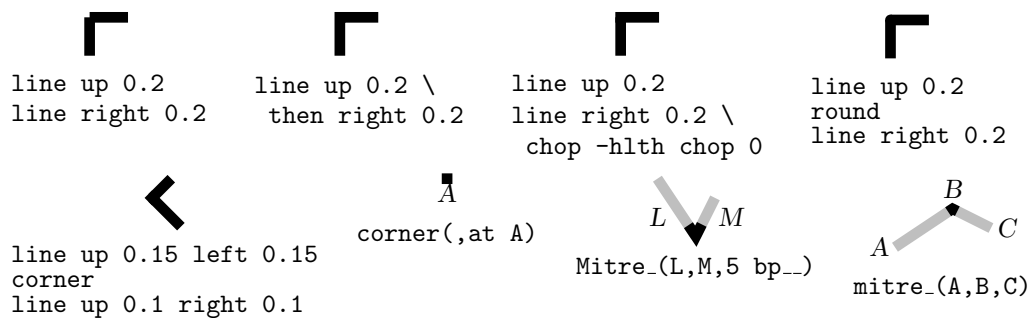 line up 0.2
line right 0.2
line up 0.2 \
then right 0.2
line up 0.2
line right 0.2 \
chop -hlth chop 0
line up 0.2
round
line right 0.2
line up 0.15 left 0.15
corner
line up 0.1 right 0.1
A
corner(,at A)
L M
Mitre_(L,M,5 bp__)
B
A C
mitre_(A,B,C)